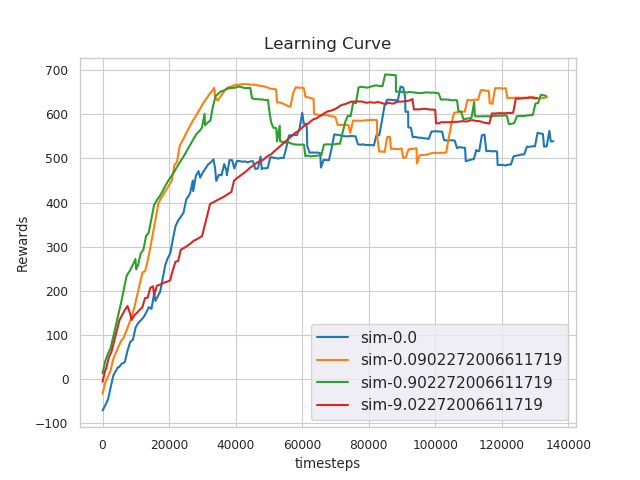 Learning Curve
Rewards
700
600
500
400
300
200
100
0
−100
0
20000
40000
60000
80000
100000
120000
140000
timesteps
sim-0.0
sim-0.0902272006611719
sim-0.902272006611719
sim-9.02272006611719